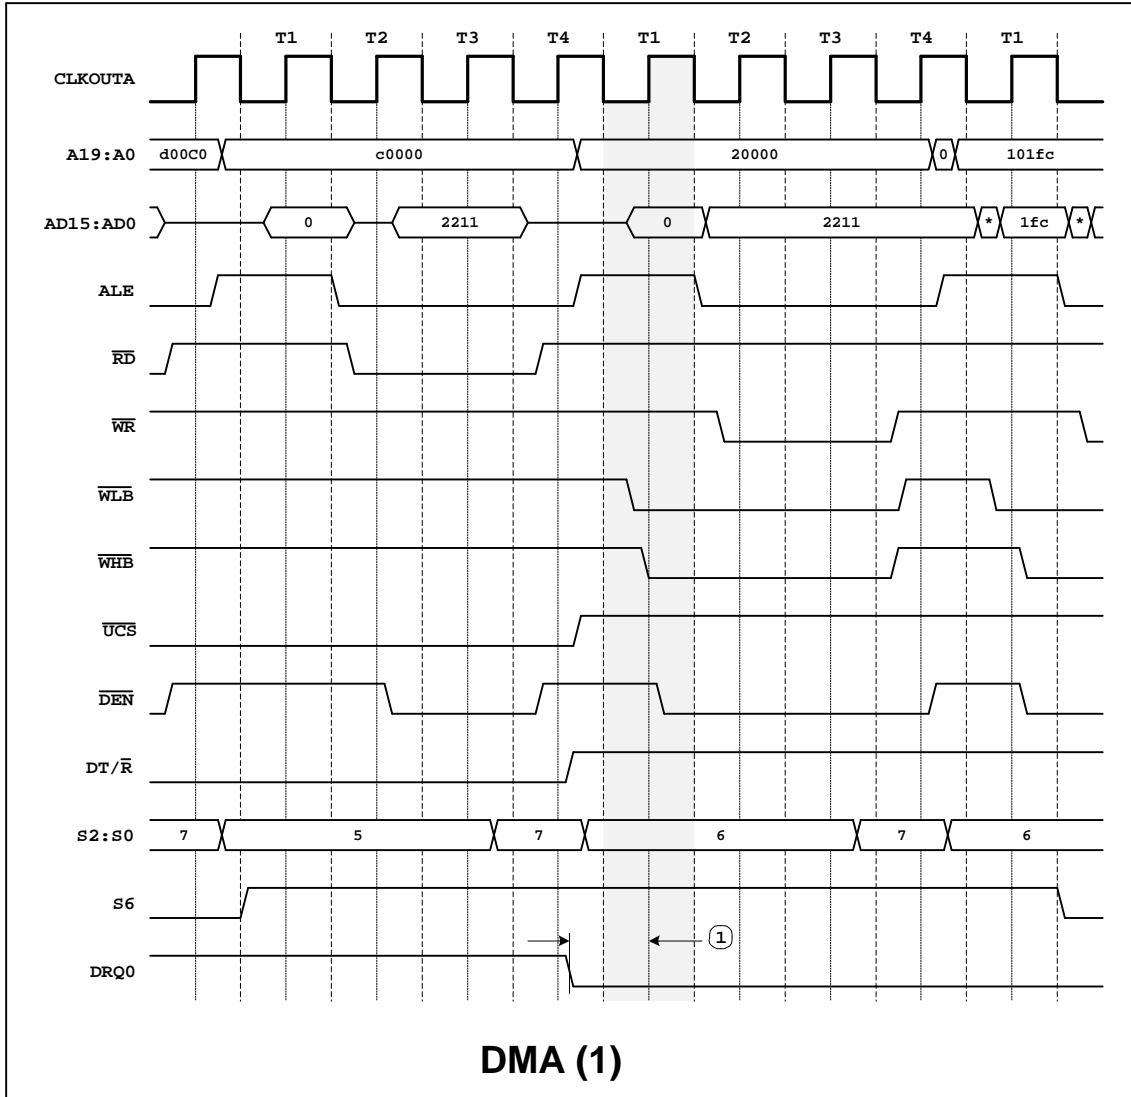 T1 T2 T3 T4 T1 T2 T3 T4 T1
CLKOUTA
A19:A0 d00C0 c0000 20000 0 101fc
AD15:AD0 0 2211 0 2211 * 1fc *
ALE
RD
WR
WLB
WHB
UCS
DEN
DT/R
S2:S0 7 5 7 6 7 6
S6
1
DRQ0
DMA (1)